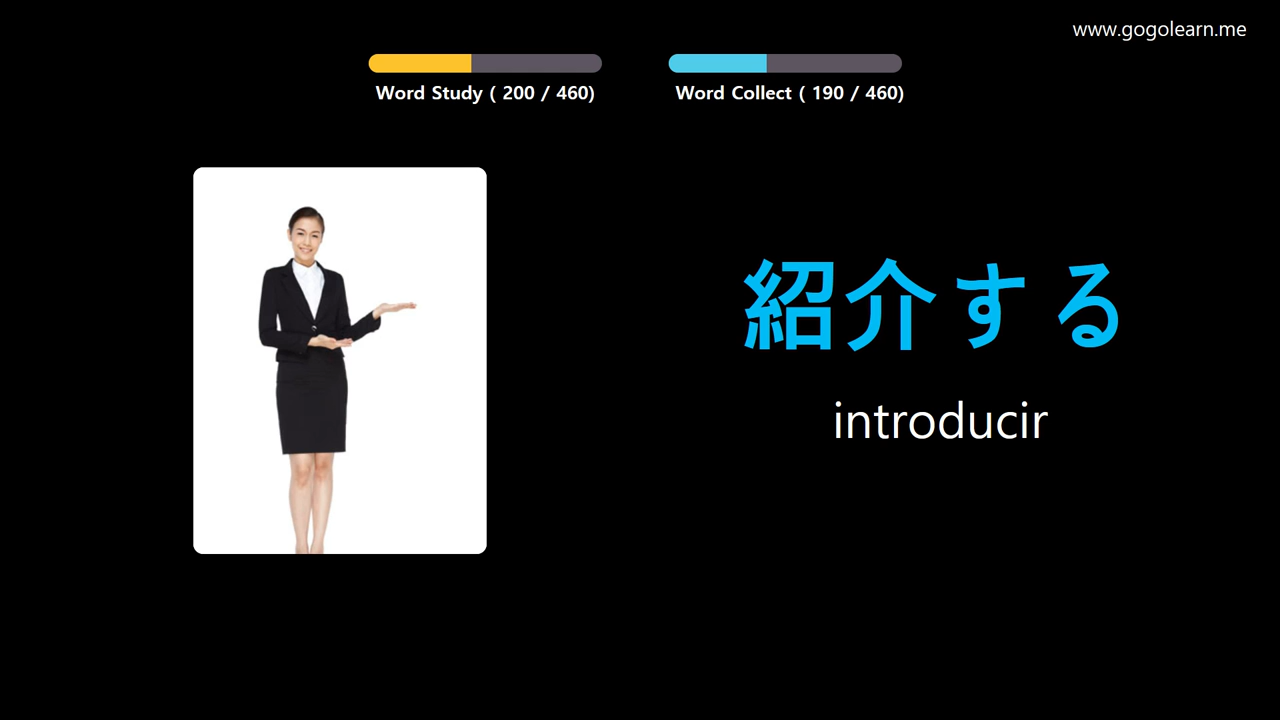 www.gogolearn.me
Word Study ( 200 / 460)
Word Collect ( 190 / 460)
紹介する
introducir